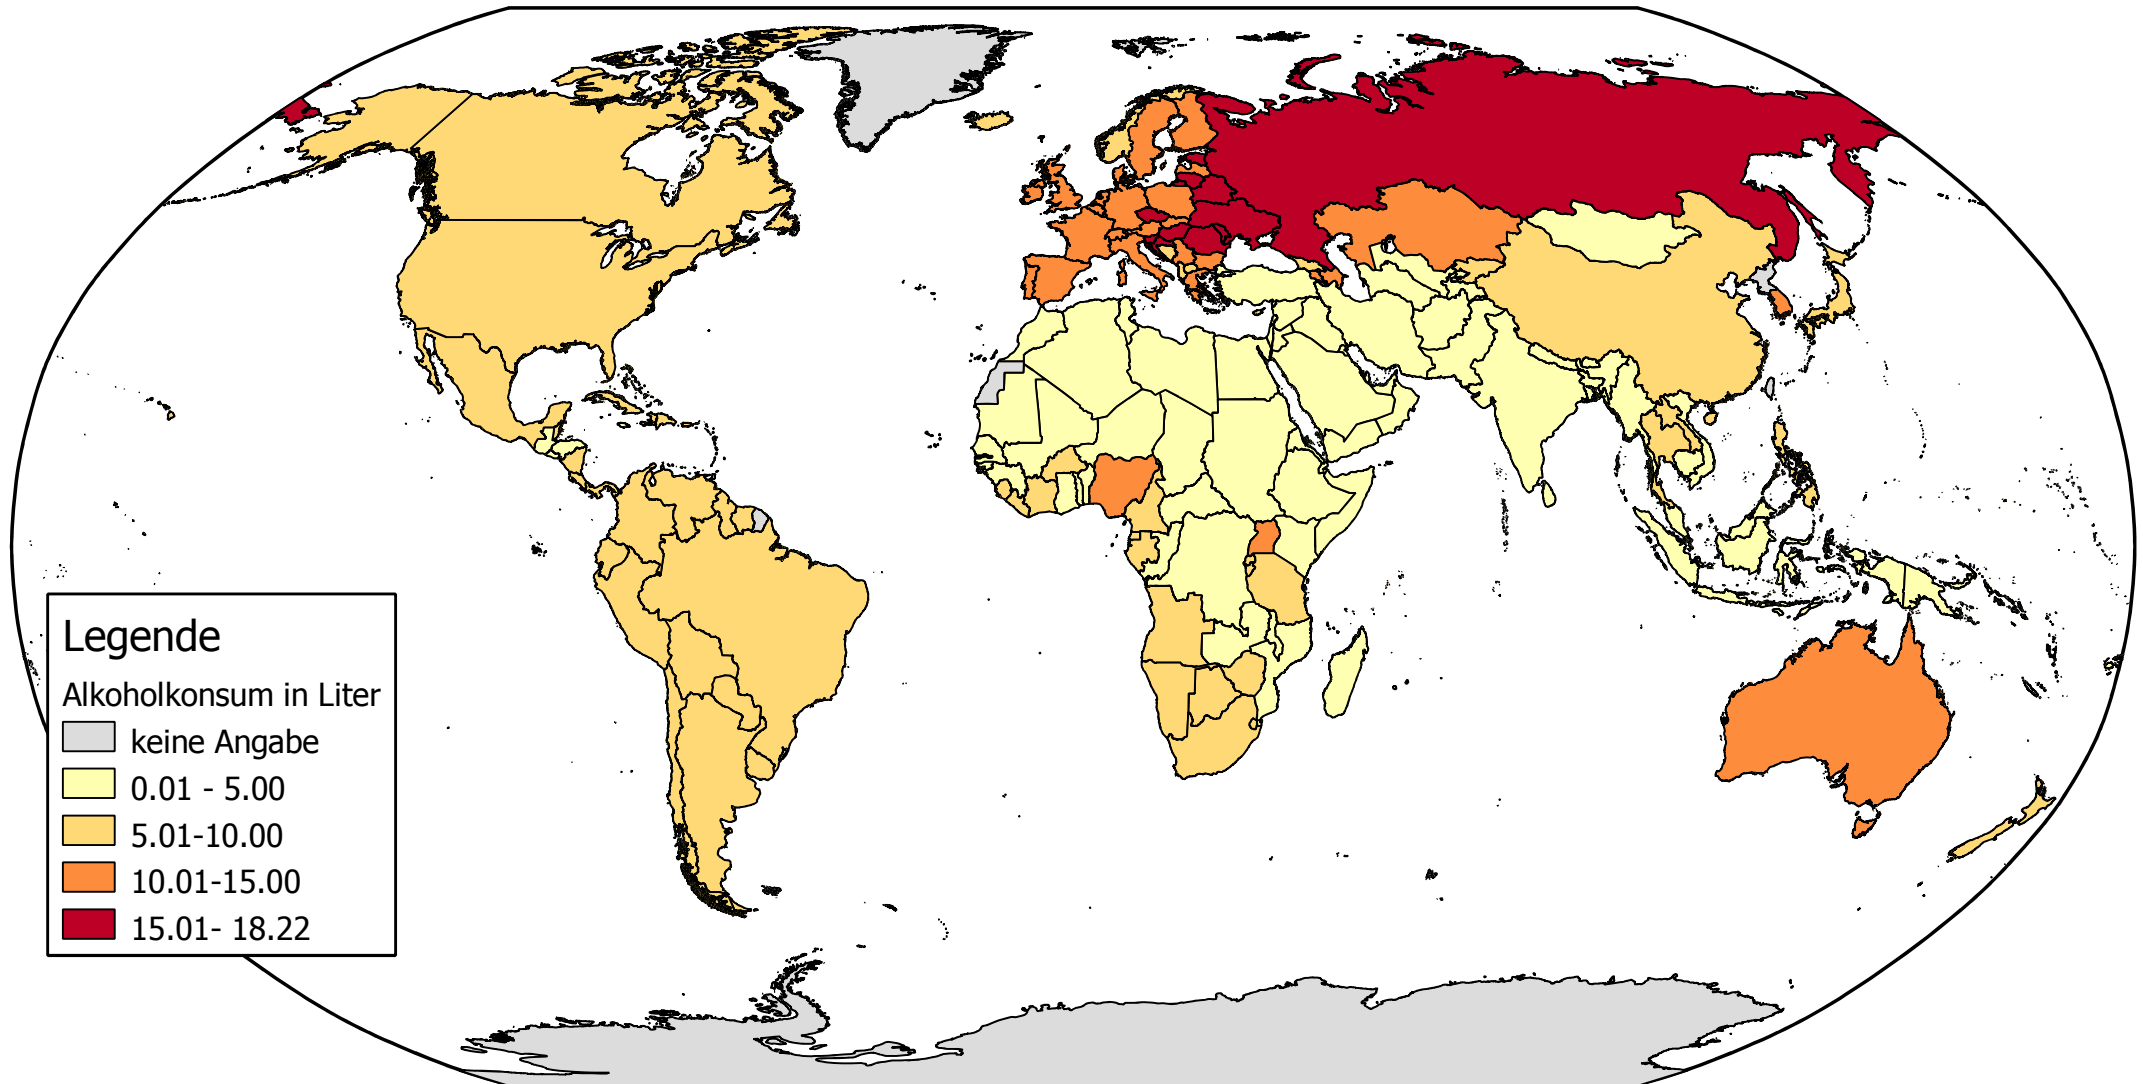 Legende
Alkoholkonsum in Liter
keine Angabe
0.01 - 5.00
5.01-10.00
10.01-15.00
15.01- 18.22